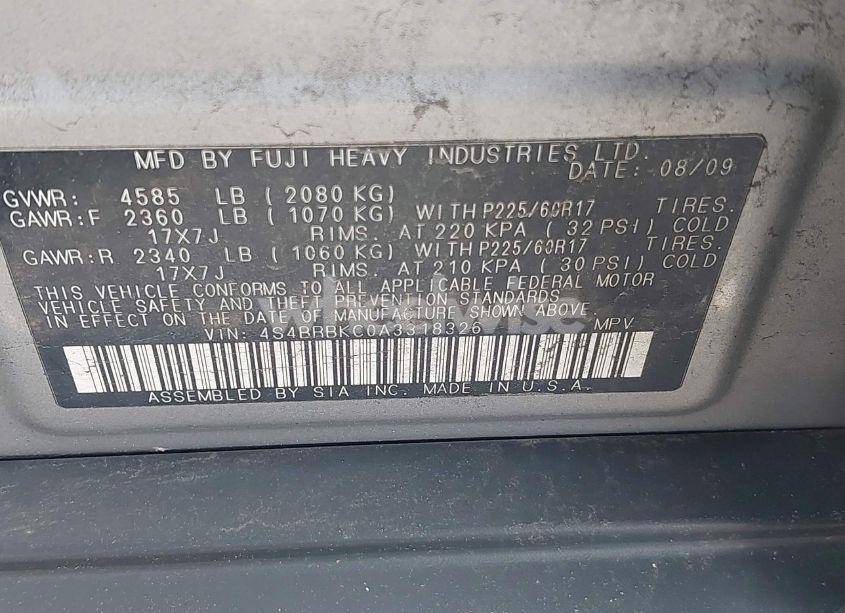 MFD BY FUJI HEAVY INDUSTRIES LTD.
DATE: 08/09
GVWR: 4585 LB ( 2080 KG)
GAWR:F 2360 LB ( 1070 KG) WITH P225/60R17 TIRES.
17X7J RIMS. AT 220 KPA ( 32 PSI) COLD
GAWR:R 2340 LB ( 1060 KG) WITH P225/60R17 TIRES.
17X7J RIMS. AT 210 KPA ( 30 PSI) COLD
THIS VEHICLE CONFORMS TO ALL APPLICABLE FEDERAL MOTOR
VEHICLE SAFETY AND THEFT PREVENTION STANDARDS
IN EFFECT ON THE DATE OF MANUFACTURE SHOWN ABOVE.
VIN: 4S4BRBKC0A3318326 MPV
ASSEMBLED BY SIA INC. MADE IN U.S.A.